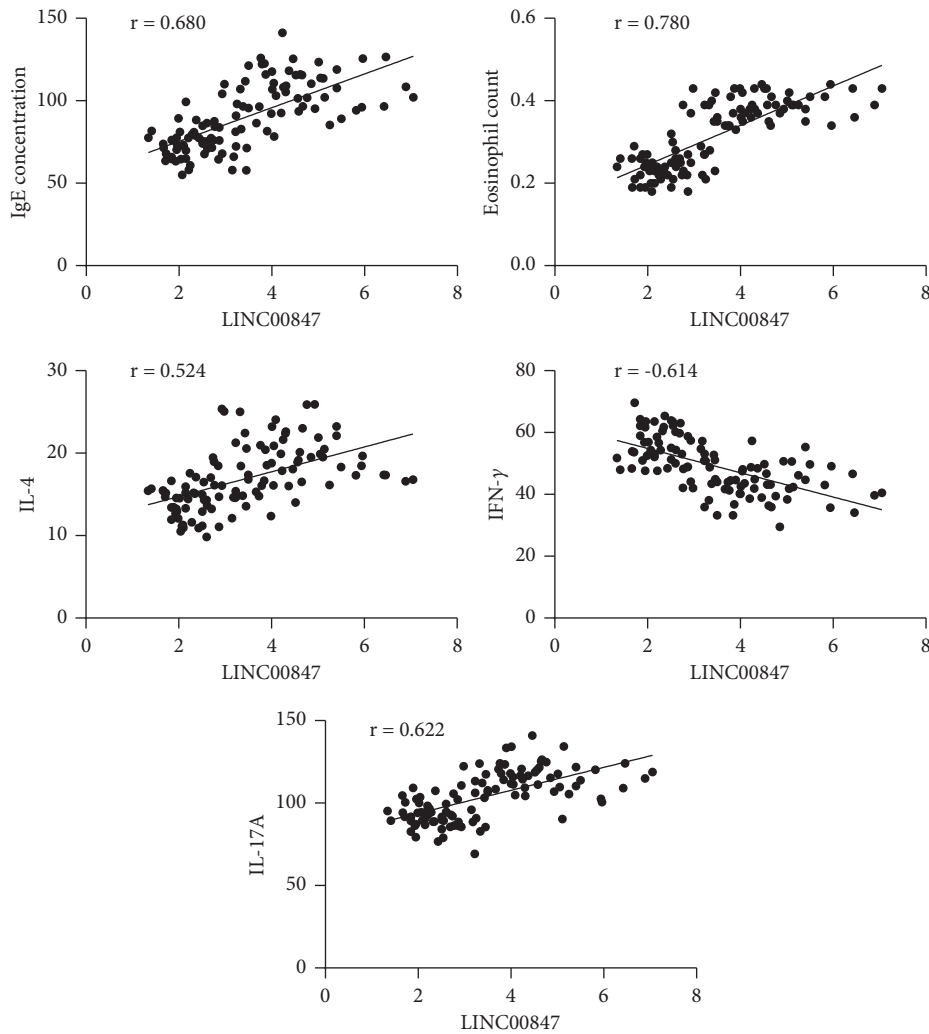 r = 0.680
IgE concentration
150
100
50
0
0 2 4 6 8
LINC00847
r = 0.780
Eosinophil count
0.6
0.4
0.2
0.0
0 2 4 6 8
LINC00847
r = 0.524
IL-4
30
20
10
0
0 2 4 6 8
LINC00847
r = -0.614
IFN-γ
80
60
40
20
0
0 2 4 6 8
LINC00847
r = 0.622
IL-17A
150
100
50
0
0 2 4 6 8
LINC00847